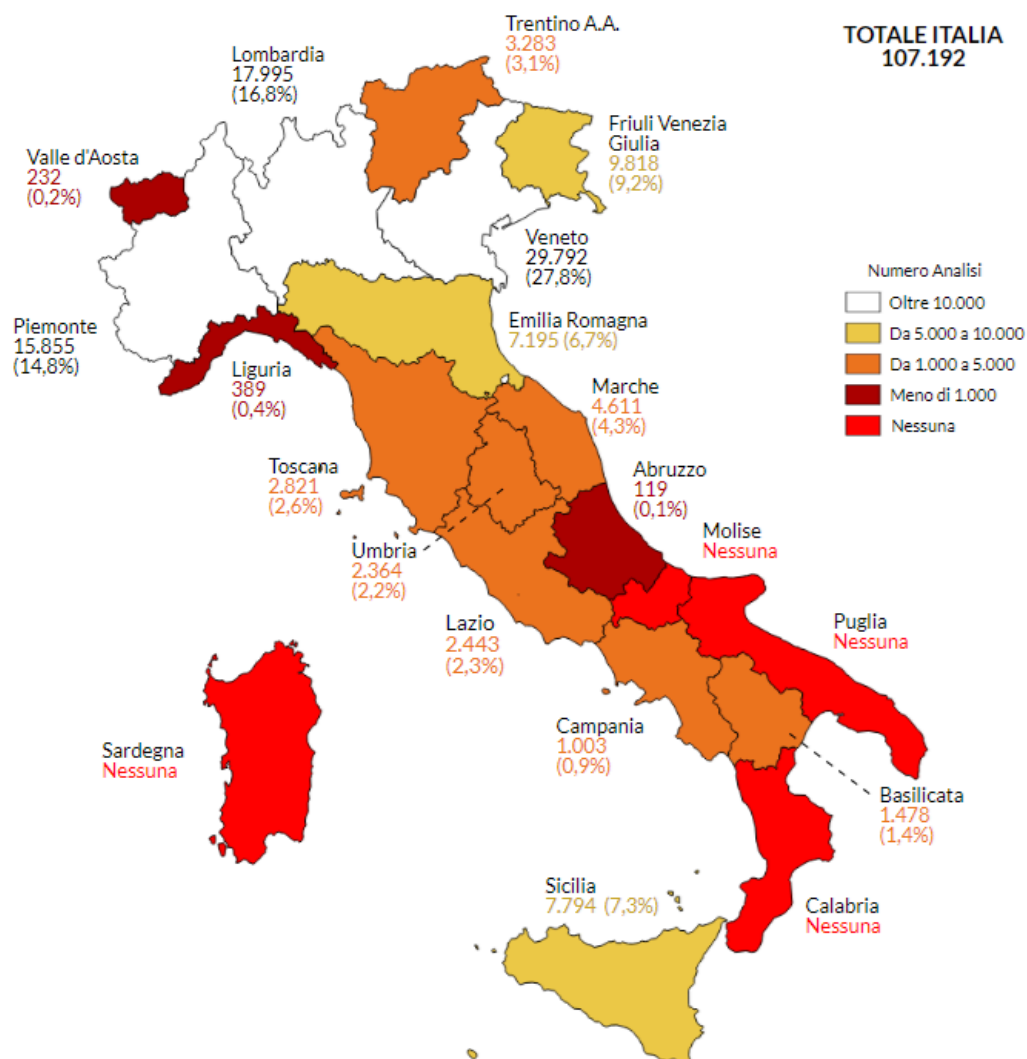 Trentino A.A.
3.283
(3,1%)
TOTALE ITALIA
107.192
Lombardia
17.995
(16,8%)
Friuli Venezia
Giulia
9.818
(9,2%)
Valle d'Aosta
232
(0,2%)
Veneto
29.792
(27,8%)
Numero Analisi
Oltre 10.000
Da 5.000 a 10.000
Da 1.000 a 5.000
Meno di 1.000
Nessuna
Piemonte
15.855
(14,8%)
Emilia Romagna
7.195 (6,7%)
Liguria
389
(0,4%)
Marche
4.611
(4,3%)
Toscana
2.821
(2,6%)
Abruzzo
119
(0,1%)
Molise
Nessuna
Umbria
2.364
(2,2%)
Lazio
2.443
(2,3%)
Puglia
Nessuna
Campania
1.003
(0,9%)
Sardegna
Nessuna
Basilicata
1.478
(1,4%)
Sicilia
7.794 (7,3%)
Calabria
Nessuna